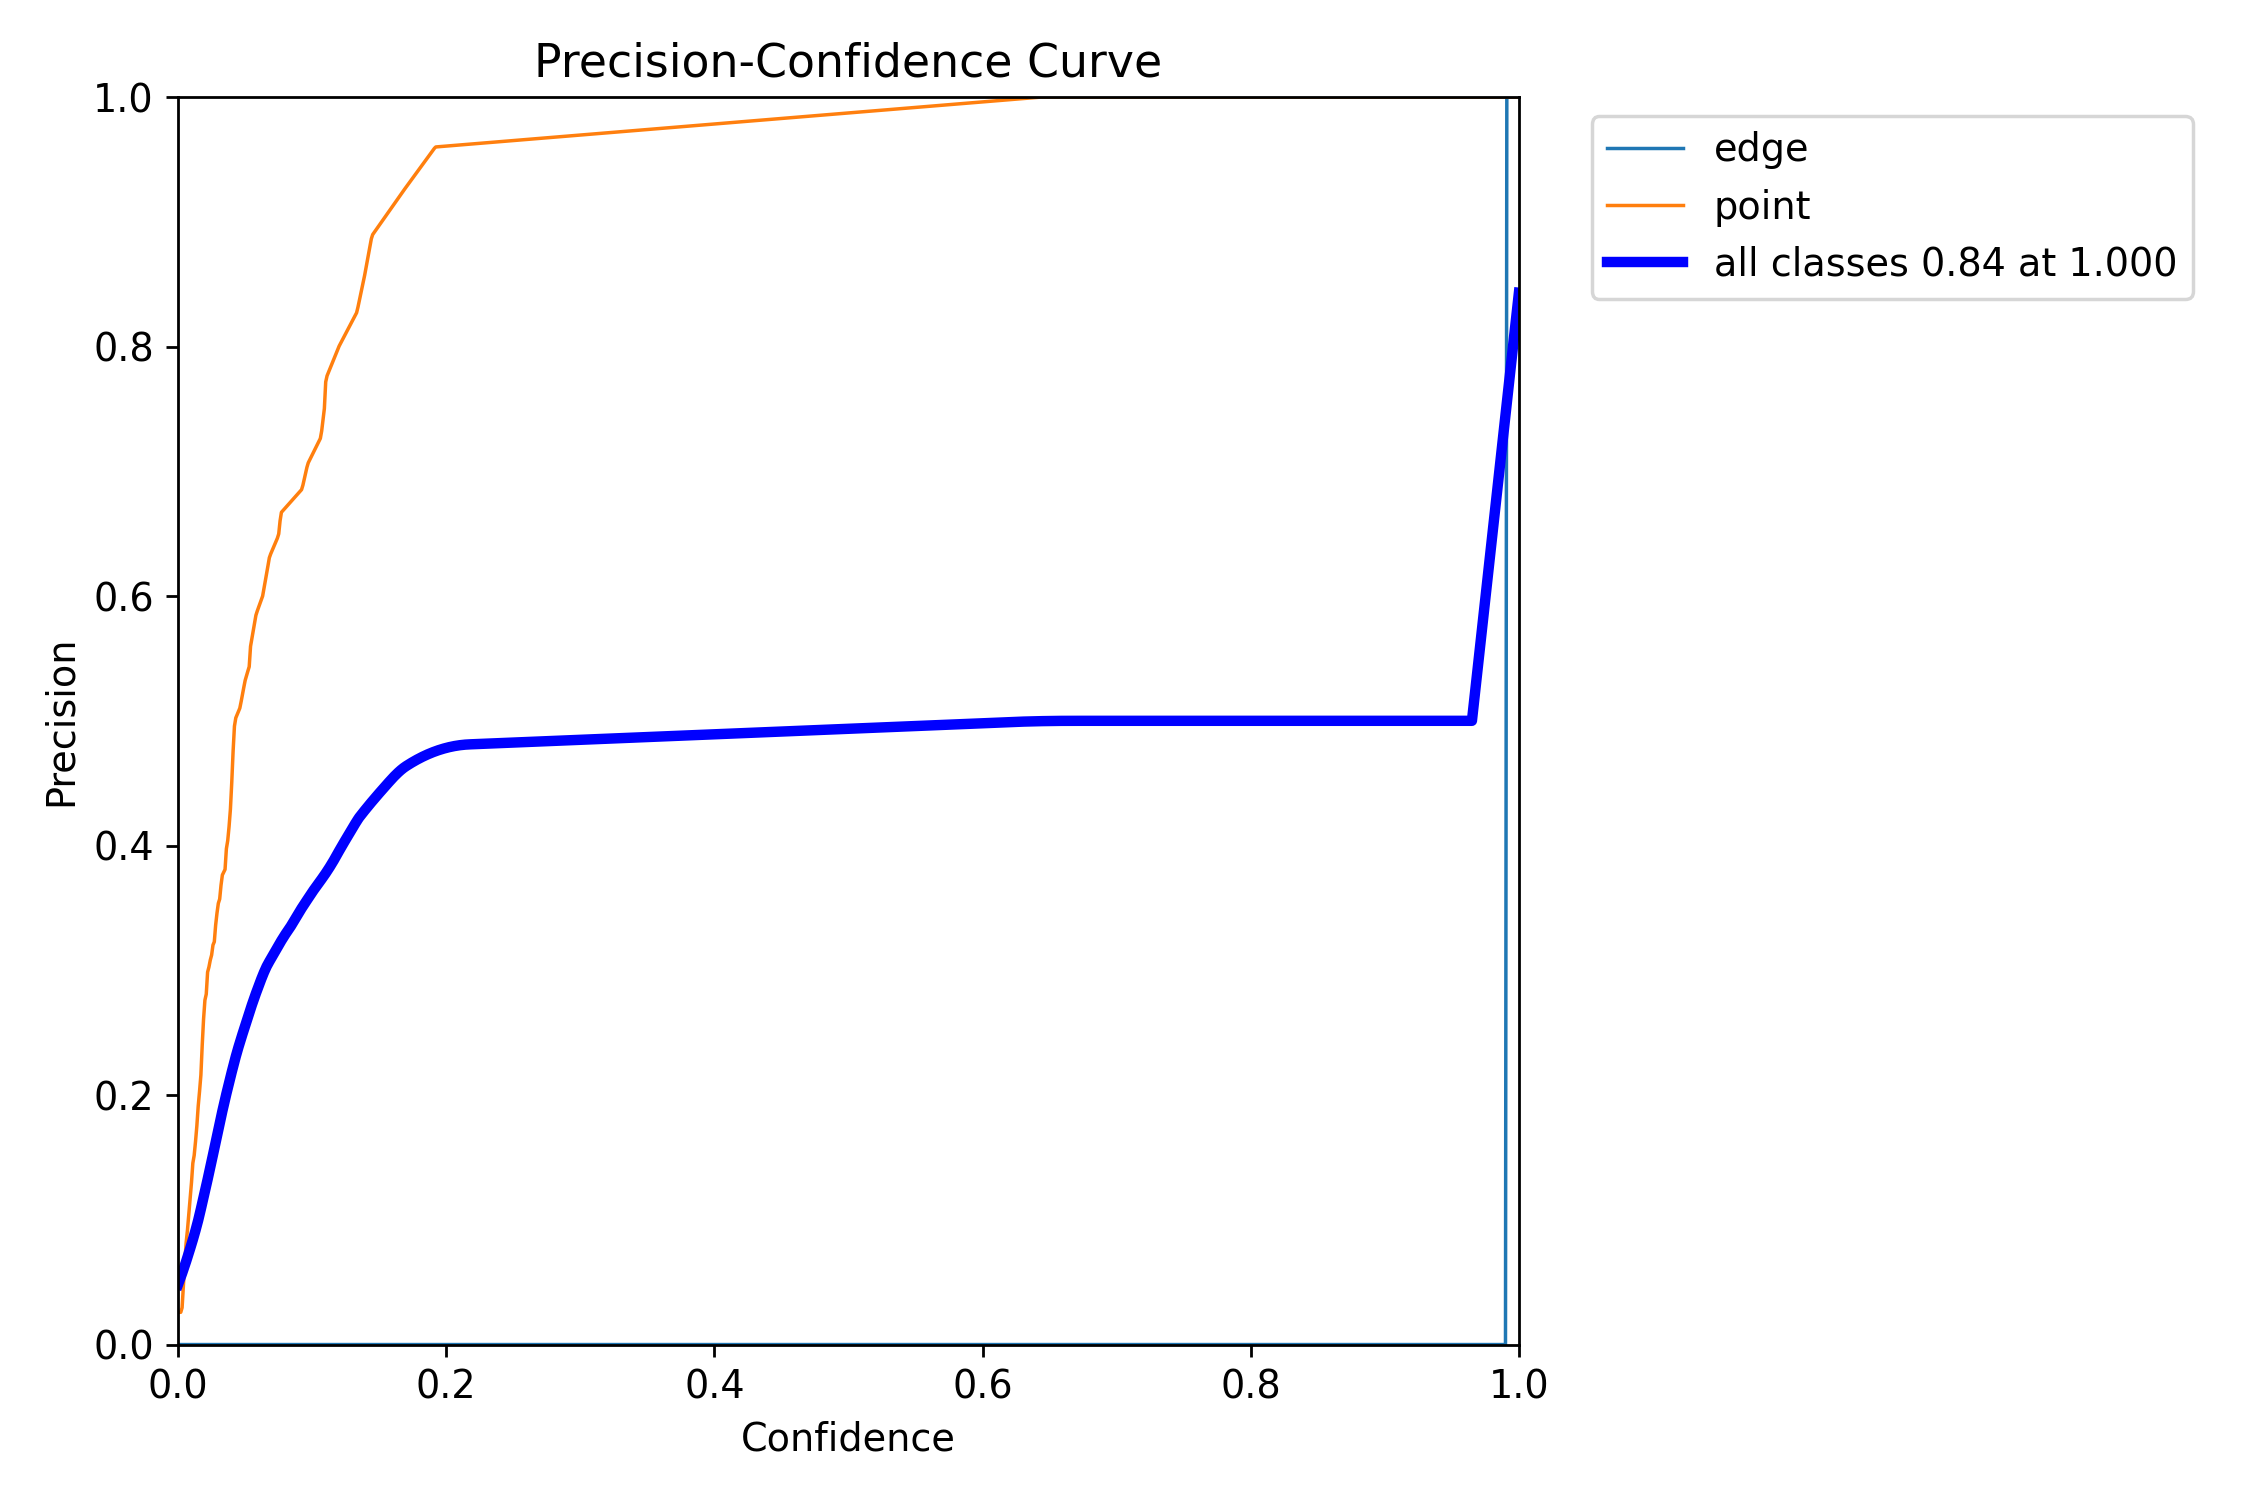 Precision-Confidence Curve
1.0
0.8
0.6
0.4
0.2
0.0
Precision
0.0 0.2 0.4 0.6 0.8 1.0
Confidence
edge
point
all classes 0.84 at 1.000